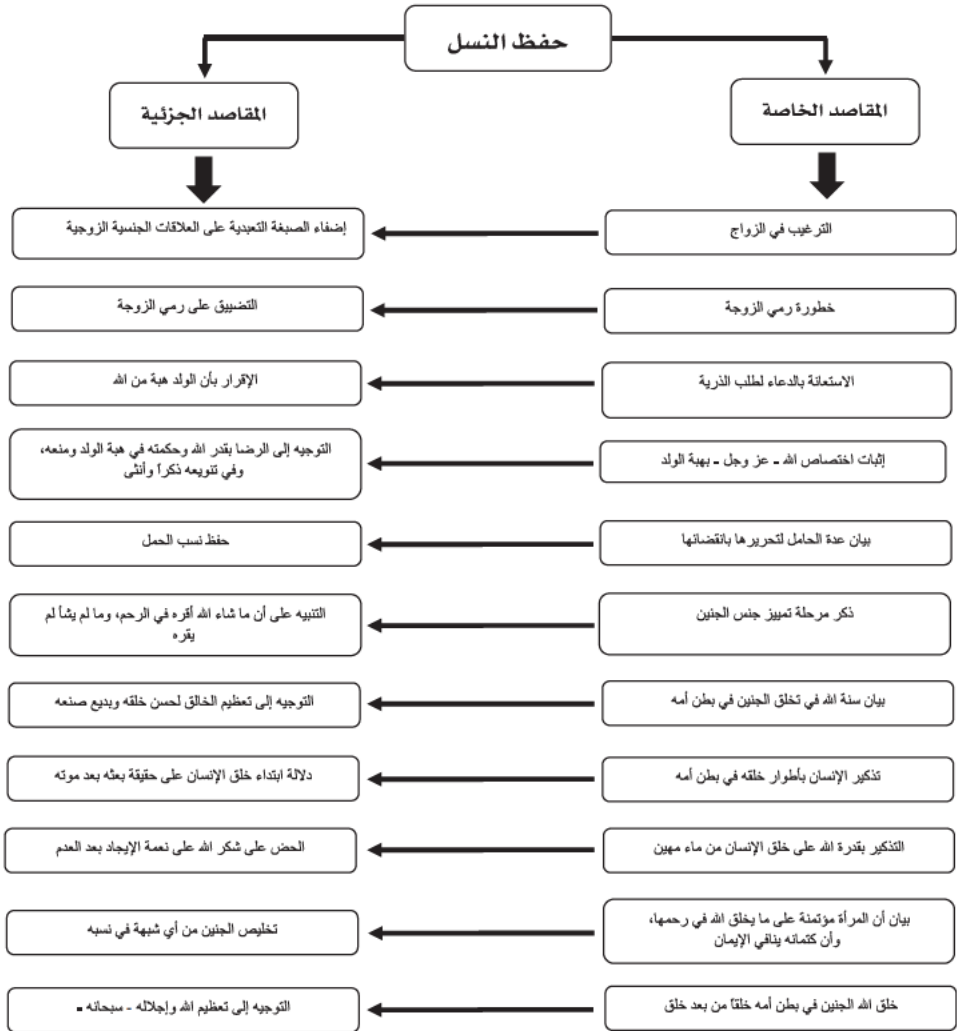 حفظ النسل
المقاصد الخاصة
المقاصد الجزئية
الترغيب في الزواج
إضفاء الصبغة التعبدية على العلاقات الجنسية الزوجية
خطورة رمي الزوجة
التضييق على رمي الزوجة
الاستعانة بالدعاء لطلب الذرية
الإقرار بأن الولد هبة من الله
إثبات اختصاص الله - عز وجل - بهبة الولد
التوجيه إلى الرضا بقدر الله وحكمته في هبة الولد ومنعه،
وفي تنويعه ذكراً وأنثى
بيان عدة الحامل لتحريرها بانقضائها
حفظ نسب الحمل
ذكر مرحلة تمييز جنس الجنين
التنبيه على أن ما شاء الله أقره في الرحم، وما لم يشأ لم
يقره
بيان سنة الله في تخلق الجنين في بطن أمه
التوجيه إلى تعظيم الخالق لحسن خلقه وبديع صنعه
تذكير الإنسان بأطوار خلقه في بطن أمه
دلالة ابتداء خلق الإنسان على حقيقة بعثه بعد موته
التذكير بقدرة الله على خلق الإنسان من ماء مهين
الحض على شكر الله على نعمة الإيجاد بعد العدم
بيان أن المرأة مؤتمنة على ما يخلق الله في رحمها،
وأن كتمانه ينافي الإيمان
تخليص الجنين من أي شبهة في نسبه
خلق الله الجنين في بطن أمه خلقاً من بعد خلق
التوجيه إلى تعظيم الله وإجلاله - سبحانه -